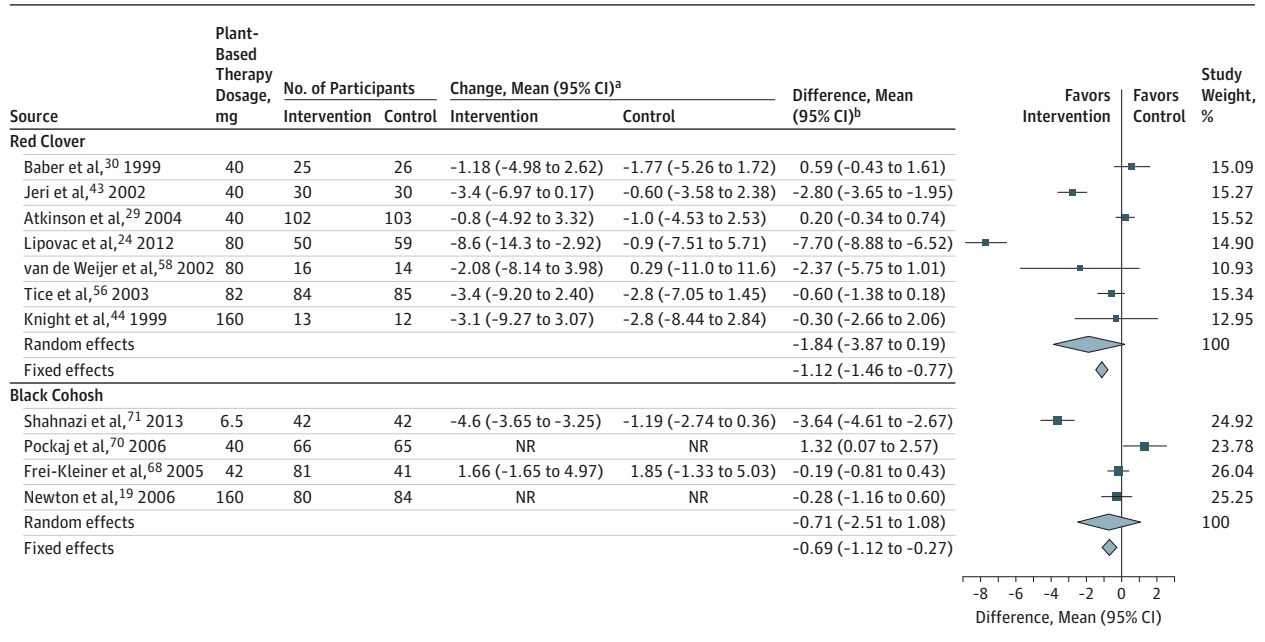 Plant-
Based
Therapy
Dosage,
mg
No. of Participants
Change, Mean (95% CI)a
Difference, Mean
(95% CI)b
Favors
Intervention
Favors
Control
Study
Weight,
%
Source Intervention Control Intervention Control
Red Clover
Baber et al,30 1999 40 25 26 -1.18 (-4.98 to 2.62) -1.77 (-5.26 to 1.72) 0.59 (-0.43 to 1.61) 15.09
Jeri et al,43 2002 40 30 30 -3.4 (-6.97 to 0.17) -0.60 (-3.58 to 2.38) -2.80 (-3.65 to -1.95) 15.27
Atkinson et al,29 2004 40 102 103 -0.8 (-4.92 to 3.32) -1.0 (-4.53 to 2.53) 0.20 (-0.34 to 0.74) 15.52
Lipovac et al,24 2012 80 50 59 -8.6 (-14.3 to -2.92) -0.9 (-7.51 to 5.71) -7.70 (-8.88 to -6.52) 14.90
van de Weijer et al,58 2002 80 16 14 -2.08 (-8.14 to 3.98) 0.29 (-11.0 to 11.6) -2.37 (-5.75 to 1.01) 10.93
Tice et al,56 2003 82 84 85 -3.4 (-9.20 to 2.40) -2.8 (-7.05 to 1.45) -0.60 (-1.38 to 0.18) 15.34
Knight et al,44 1999 160 13 12 -3.1 (-9.27 to 3.07) -2.8 (-8.44 to 2.84) -0.30 (-2.66 to 2.06) 12.95
Random effects -1.84 (-3.87 to 0.19) 100
Fixed effects -1.12 (-1.46 to -0.77)
Black Cohosh
Shahnazi et al,71 2013 6.5 42 42 -4.6 (-3.65 to -3.25) -1.19 (-2.74 to 0.36) -3.64 (-4.61 to -2.67) 24.92
Pockaj et al,70 2006 40 66 65 NR NR 1.32 (0.07 to 2.57) 23.78
Frei-Kleiner et al,68 2005 42 81 41 1.66 (-1.65 to 4.97) 1.85 (-1.33 to 5.03) -0.19 (-0.81 to 0.43) 26.04
Newton et al,19 2006 160 80 84 NR NR -0.28 (-1.16 to 0.60) 25.25
Random effects -0.71 (-2.51 to 1.08) 100
Fixed effects -0.69 (-1.12 to -0.27)
-8 -6 -4 -2 0 2
Difference, Mean (95% CI)